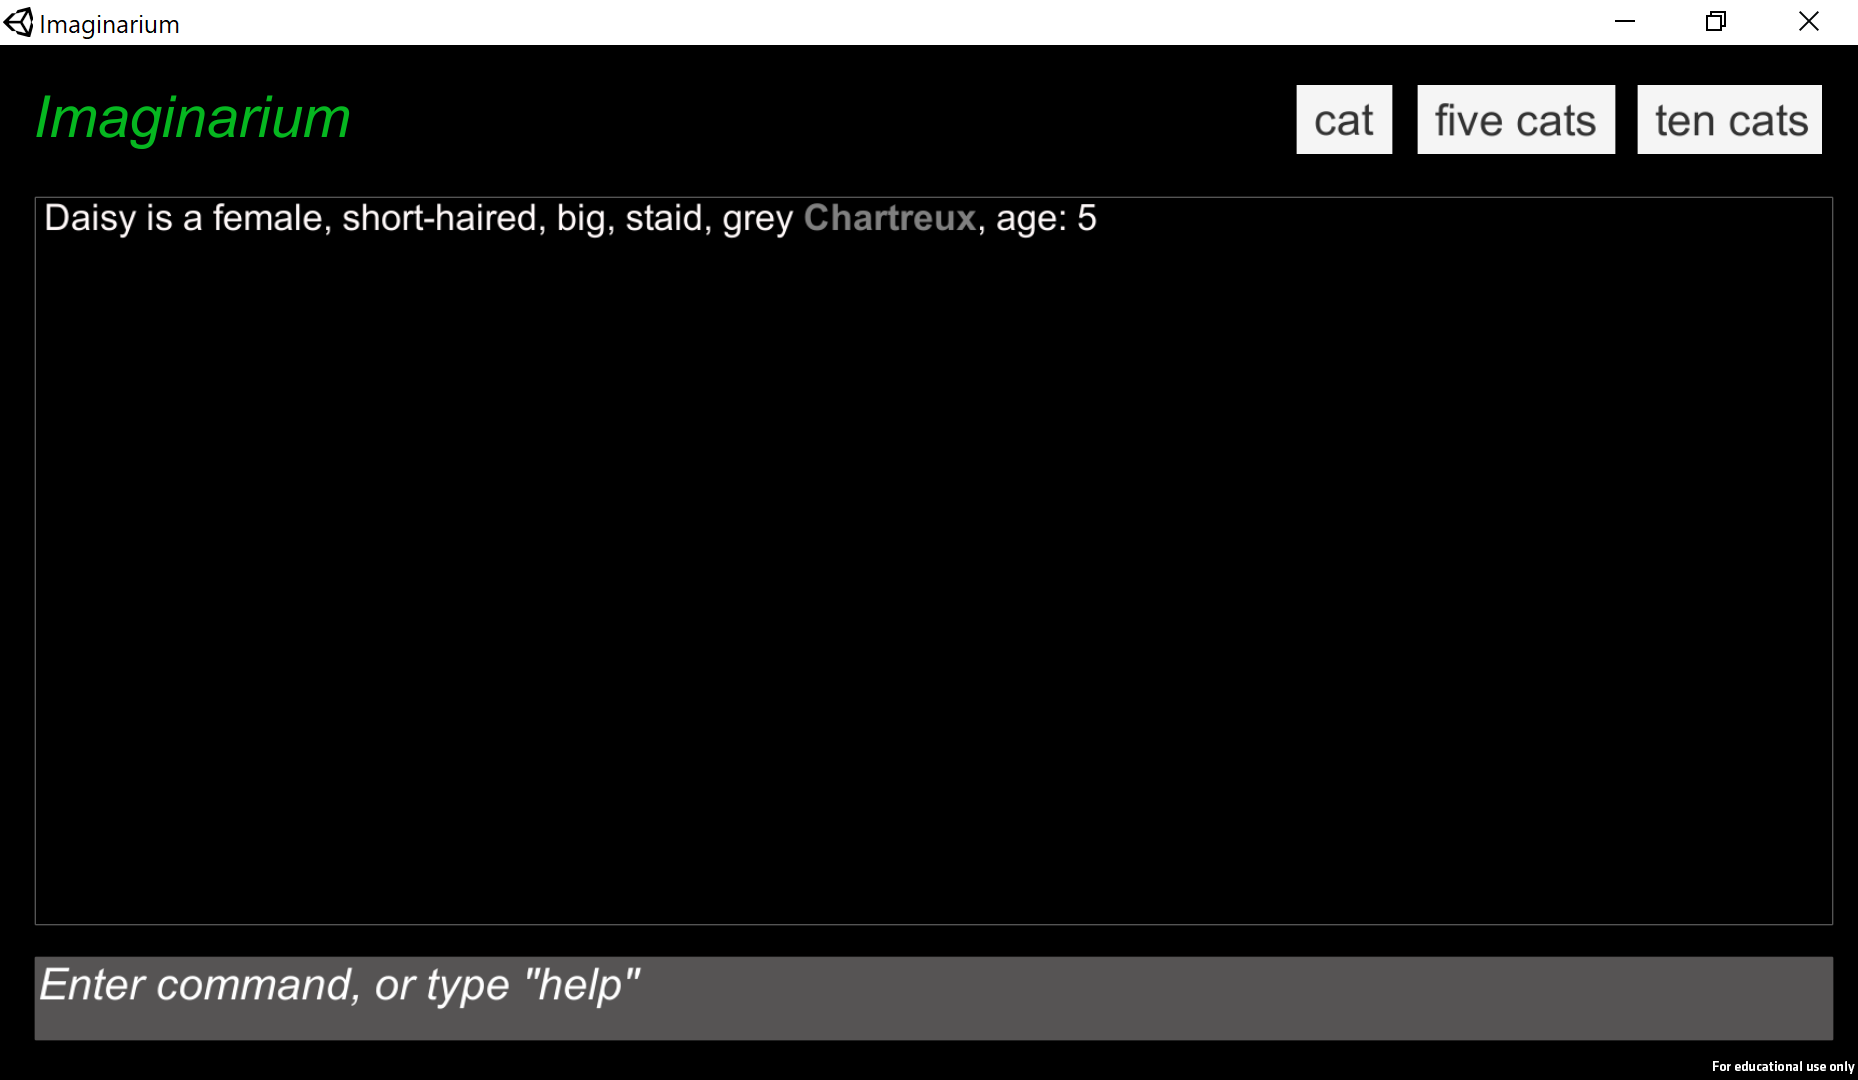 Imaginarium
Imaginarium
cat
five cats
ten cats
Daisy is a female, short-haired, big, staid, grey Chartreux, age: 5
Enter command, or type "help"
For educational use only